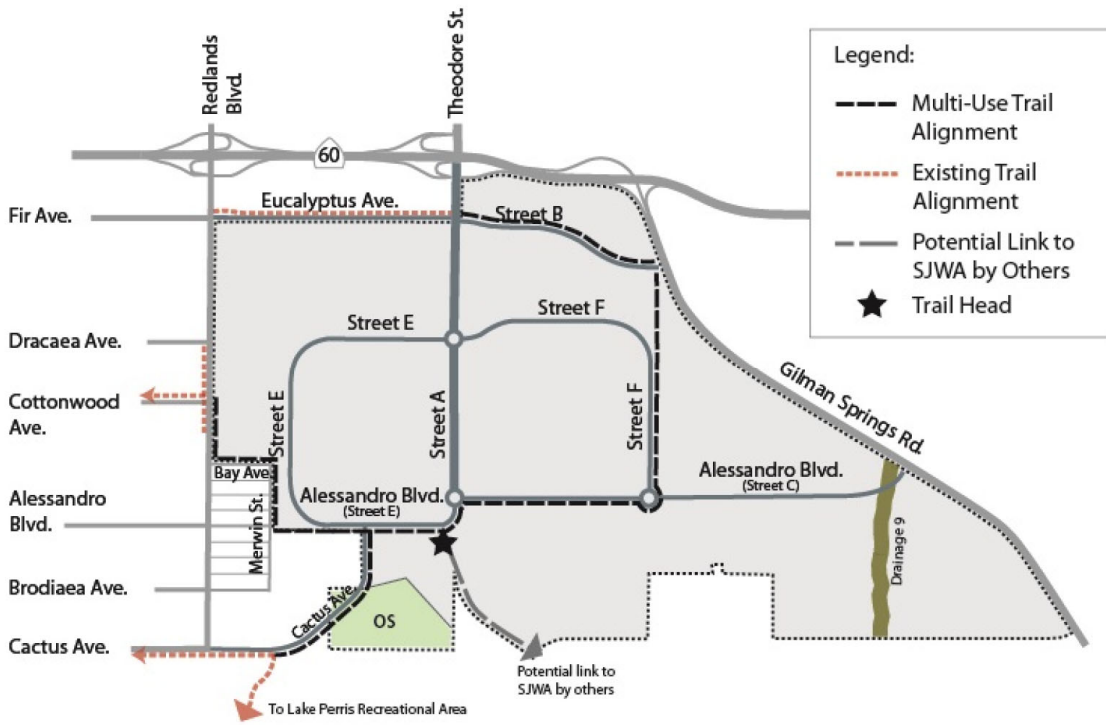 Redlands
Blvd.
Theodore St.
60
Legend:
Multi-Use Trail
Alignment
Existing Trail
Alignment
Potential Link to
SJWA by Others
Trail Head
Fir Ave.
Eucalyptus Ave.
Street B
Dracaea Ave.
Street E
Street F
Cottonwood
Ave.
Street E
Street A
Street F
Gilman Springs Rd.
Bay Ave.
Alessandro
Blvd.
Merwin St.
Alessandro Blvd.
(Street E)
Alessandro Blvd.
(Street C)
Drainage 9
Brodiaea Ave.
Cactus Ave.
OS
Cactus Ave.
Potential link to
SJWA by others
To Lake Perris Recreational Area